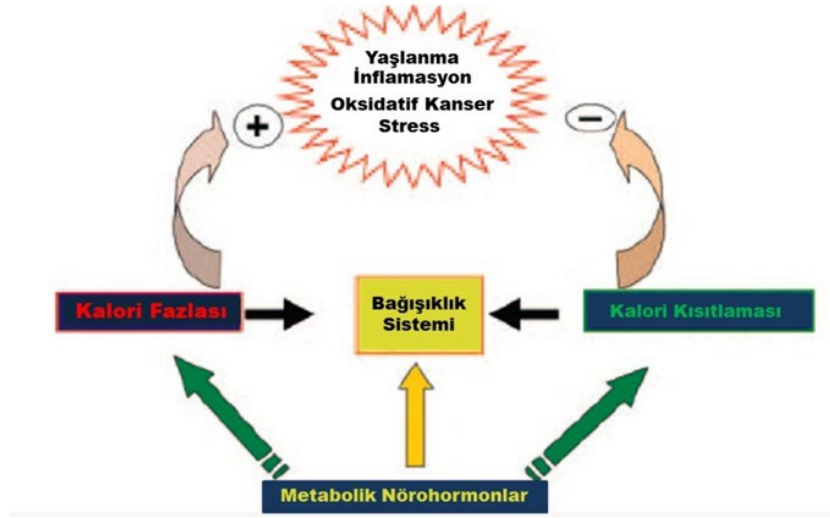 Yaşlanma
İnflamasyon
Oksidatif Kanser
Stress
+
−
Kalori Fazlası
Bağışıklık
Sistemi
Kalori Kısıtlaması
Metabolik Nörohormonlar